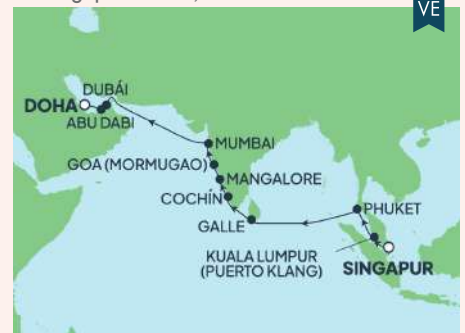 VE
DUBÁI
DOHA
ABU DABI
MUMBAI
GOA (MORMUGAO)
MANGALORE
COCHÍN
PHUKET
GALLE
KUALA LUMPUR
(PUERTO KLANG)
SINGAPUR